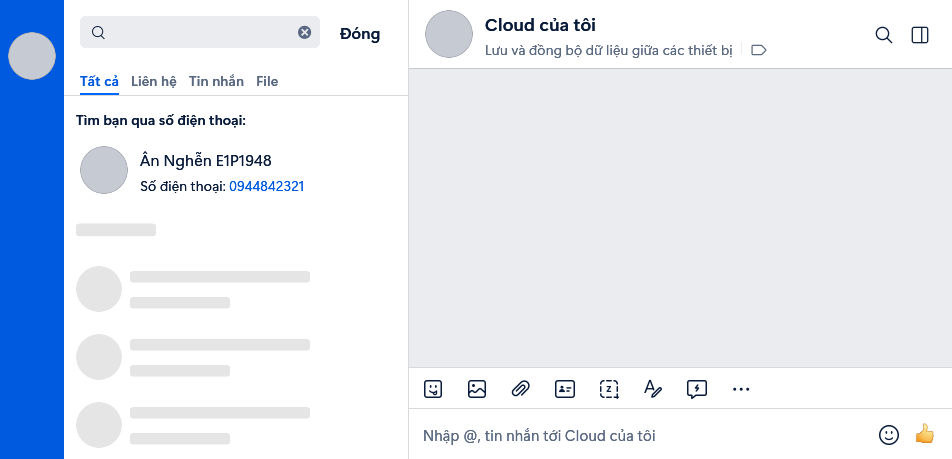 Đóng
Tất cả
Liên hệ
Tin nhắn
File
Tìm bạn qua số điện thoại:
Ân Nghễn E1P1948
Số điện thoại: 0944842321
Cloud của tôi
Lưu và đồng bộ dữ liệu giữa các thiết bị
Nhập @, tin nhắn tới Cloud của tôi